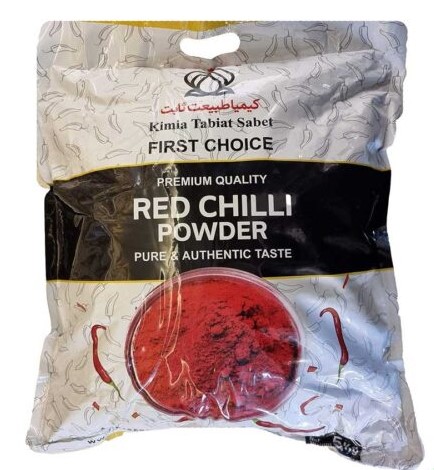 کیمیا طبیعت ثابت
Kimia Tabiat Sabet
FIRST CHOICE
PREMIUM QUALITY
RED CHILLI
POWDER
PURE & AUTHENTIC TASTE